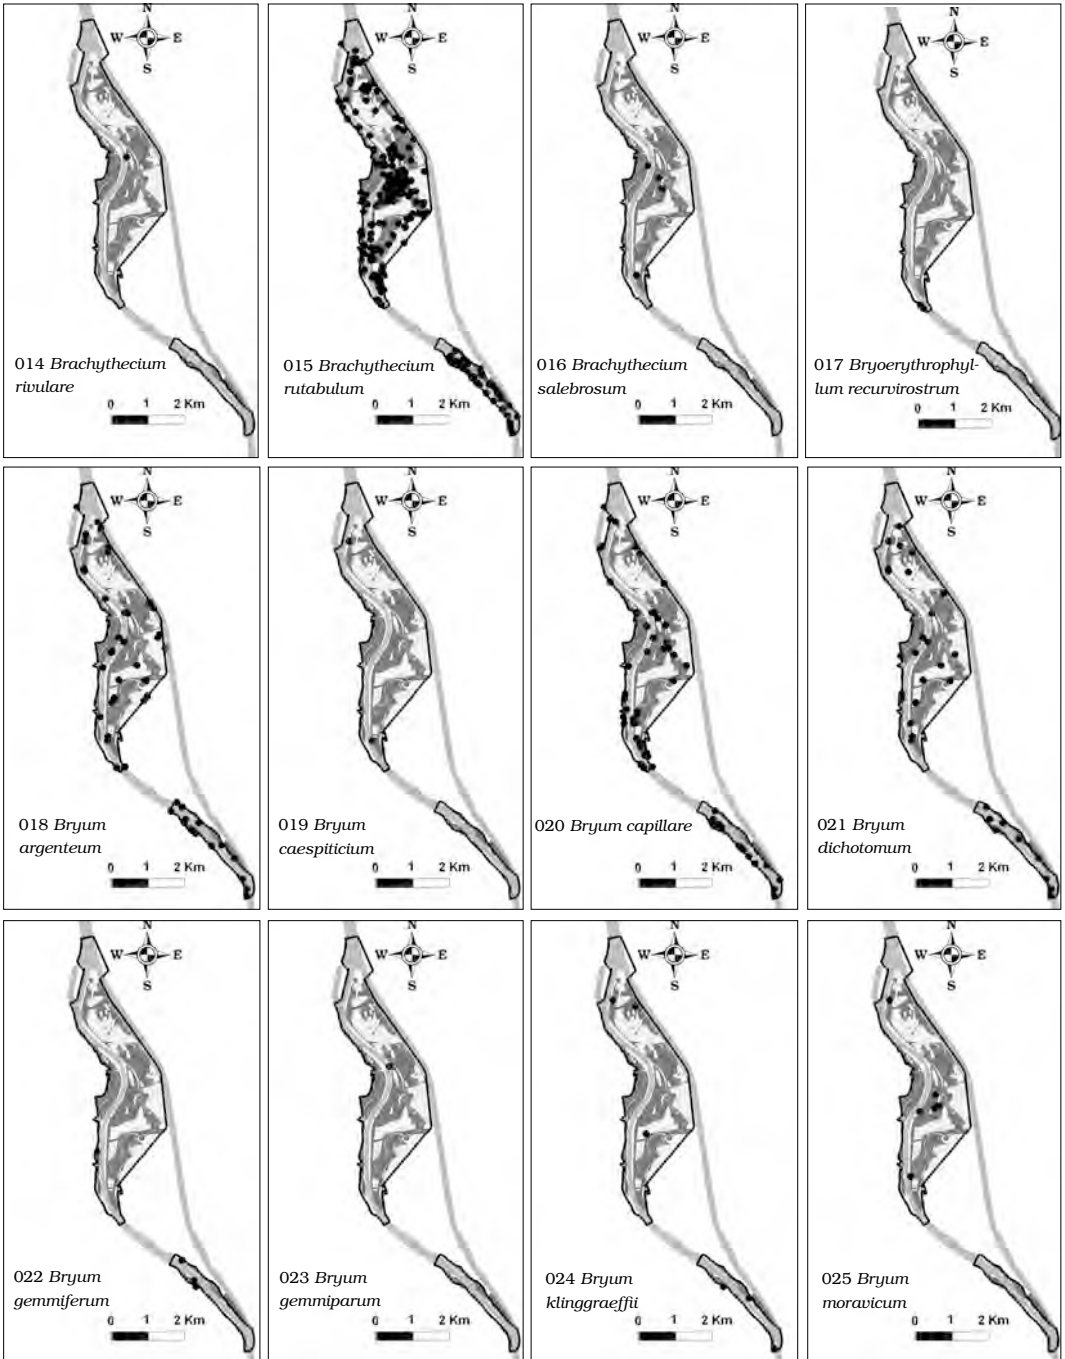 N
W E
S
014 Brachythecium
rivulare
0 1 2 Km
N
W E
S
015 Brachythecium
rutabulum
0 1 2 Km
N
W E
S
016 Brachythecium
salebrosum
0 1 2 Km
N
W E
S
017 Bryoerythrophyl-
lum recurvirostrum
0 1 2 Km
N
W E
S
018 Bryum
argenteum
0 1 2 Km
N
W E
S
019 Bryum
caespiticium
0 1 2 Km
N
W E
S
020 Bryum capillare
0 1 2 Km
N
W E
S
021 Bryum
dichotomum
0 1 2 Km
N
W E
S
022 Bryum
gemmiferum
0 1 2 Km
N
W E
S
023 Bryum
gemmiparum
0 1 2 Km
N
W E
S
024 Bryum
klinggraeffii
0 1 2 Km
N
W E
S
025 Bryum
moravicum
0 1 2 Km